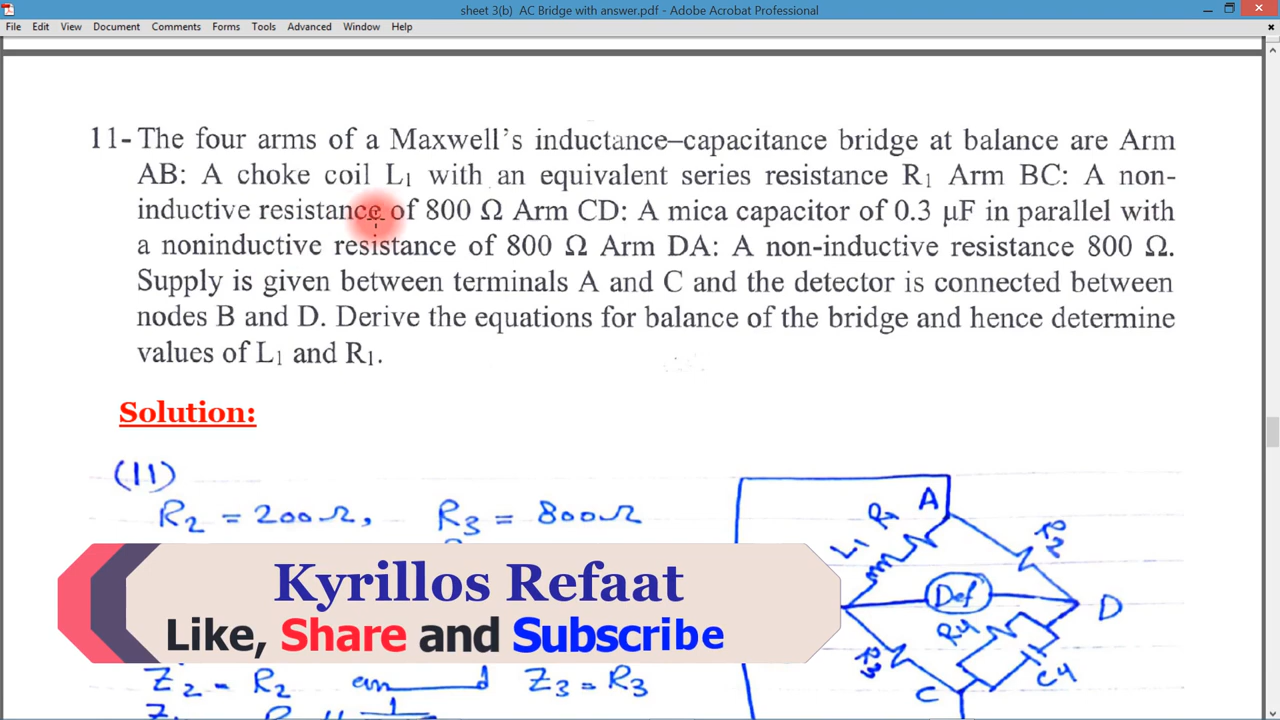 sheet 3(b) AC Bridge with answer.pdf - Adobe Acrobat Professional
File Edit View Document Comments Forms Tools Advanced Window Help
11- The four arms of a Maxwell's inductance–capacitance bridge at balance are Arm
AB: A choke coil L₁ with an equivalent series resistance R₁ Arm BC: A non-
inductive resistance of 800 Ω Arm CD: A mica capacitor of 0.3 μF in parallel with
a noninductive resistance of 800 Ω Arm DA: A non-inductive resistance 800 Ω.
Supply is given between terminals A and C and the detector is connected between
nodes B and D. Derive the equations for balance of the bridge and hence determine
values of L₁ and R₁.
Solution:
(11)
R₂ = 200Ω, R₃ = 800Ω
A
R₁
R₂
L₁
Det
D
R₄
R₃
C₄
C
Kyrillos Refaat
Like, Share and Subscribe
Z₂ = R₂ and Z₃ = R₃